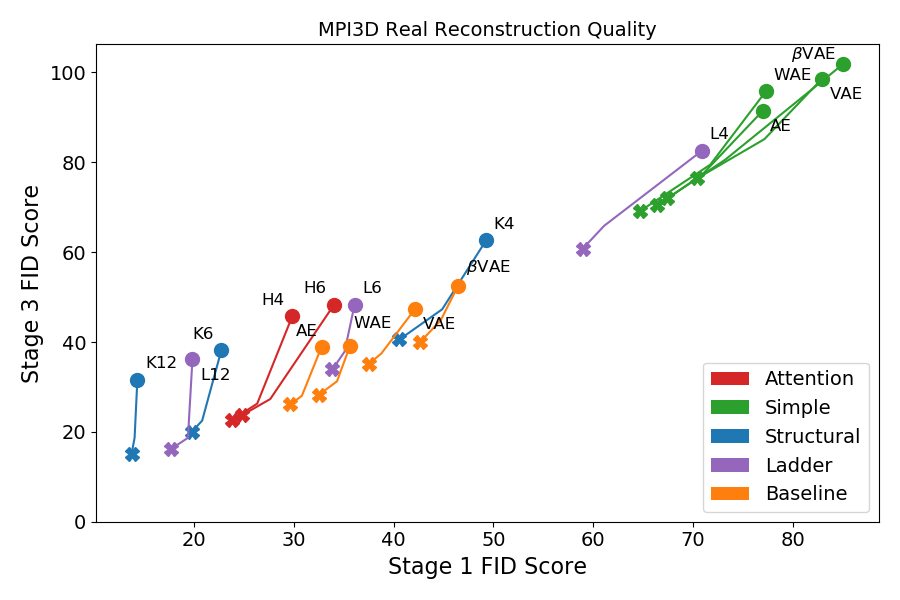 MPI3D Real Reconstruction Quality
Stage 3 FID Score
100
80
60
40
20
0
βVAE
WAE
VAE
AE
L4
K4
βVAE
H4
H6
L6
AE
WAE
VAE
K6
K12
L12
Attention
Simple
Structural
Ladder
Baseline
20
30
40
50
60
70
80
Stage 1 FID Score